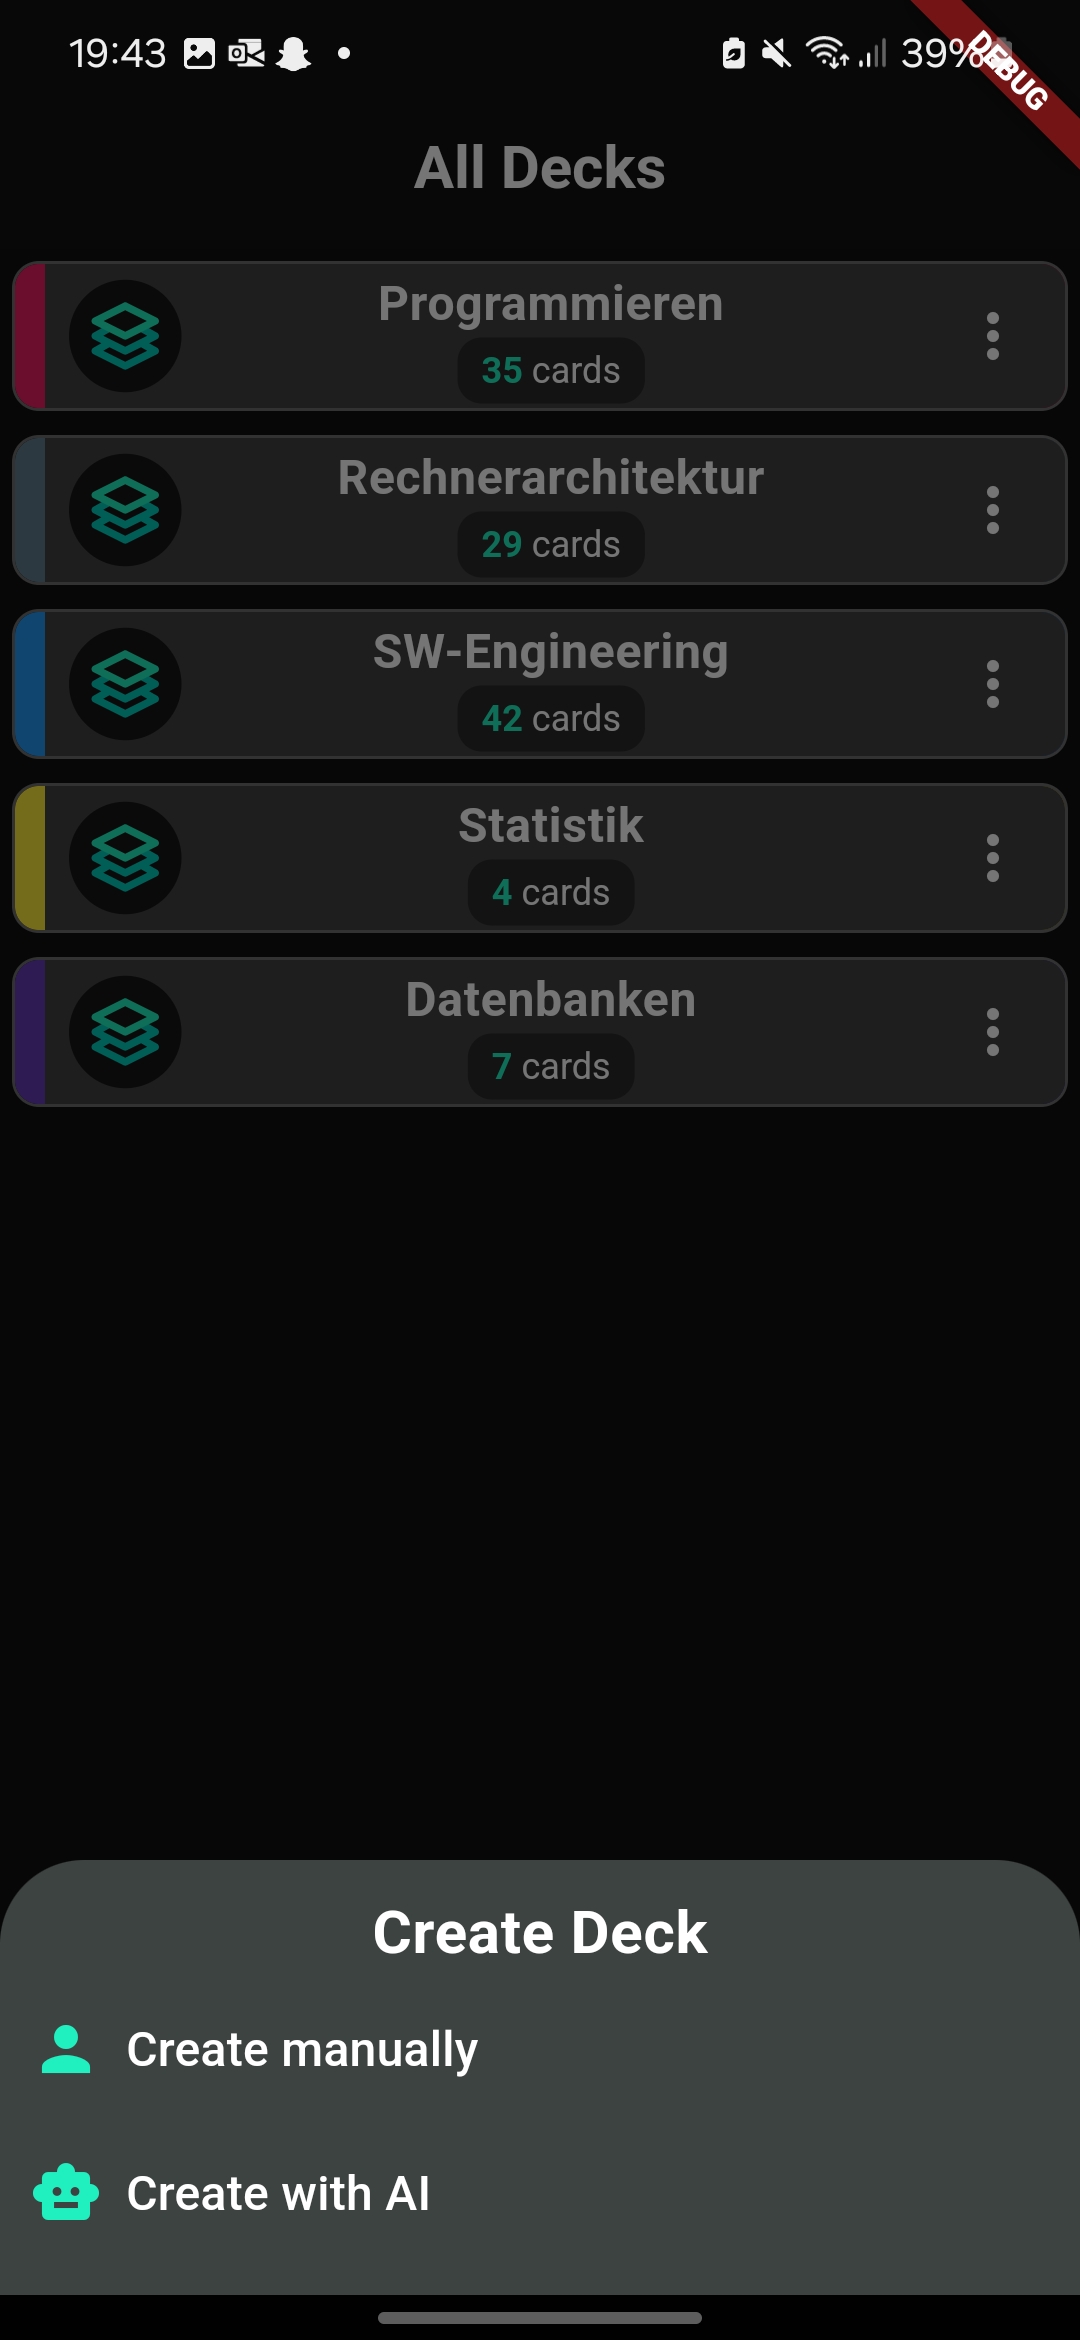 19:43
39%
DEBUG
All Decks
Programmieren
35 cards
Rechnerarchitektur
29 cards
SW-Engineering
42 cards
Statistik
4 cards
Datenbanken
7 cards
Create Deck
Create manually
Create with AI